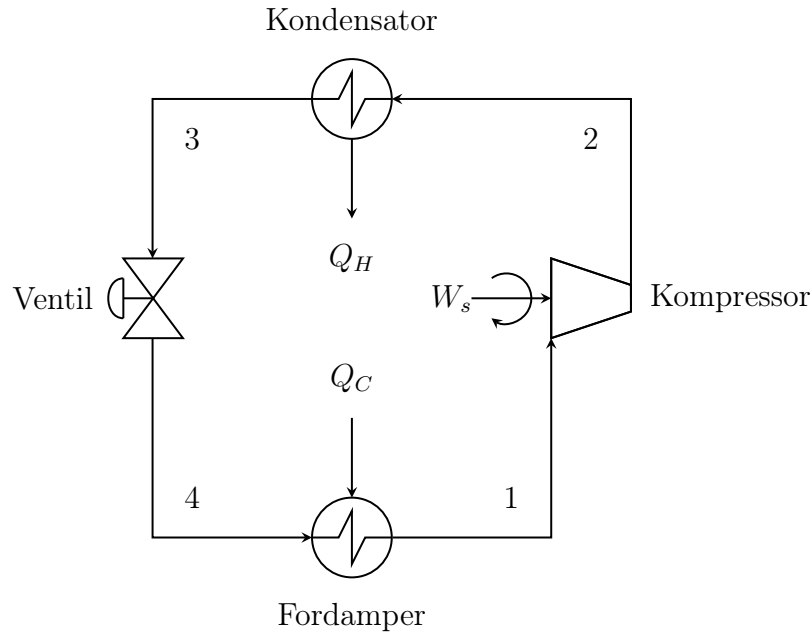 Kondensator
3
2
Q_H
Ventil
W_s
Kompressor
Q_C
4
1
Fordamper